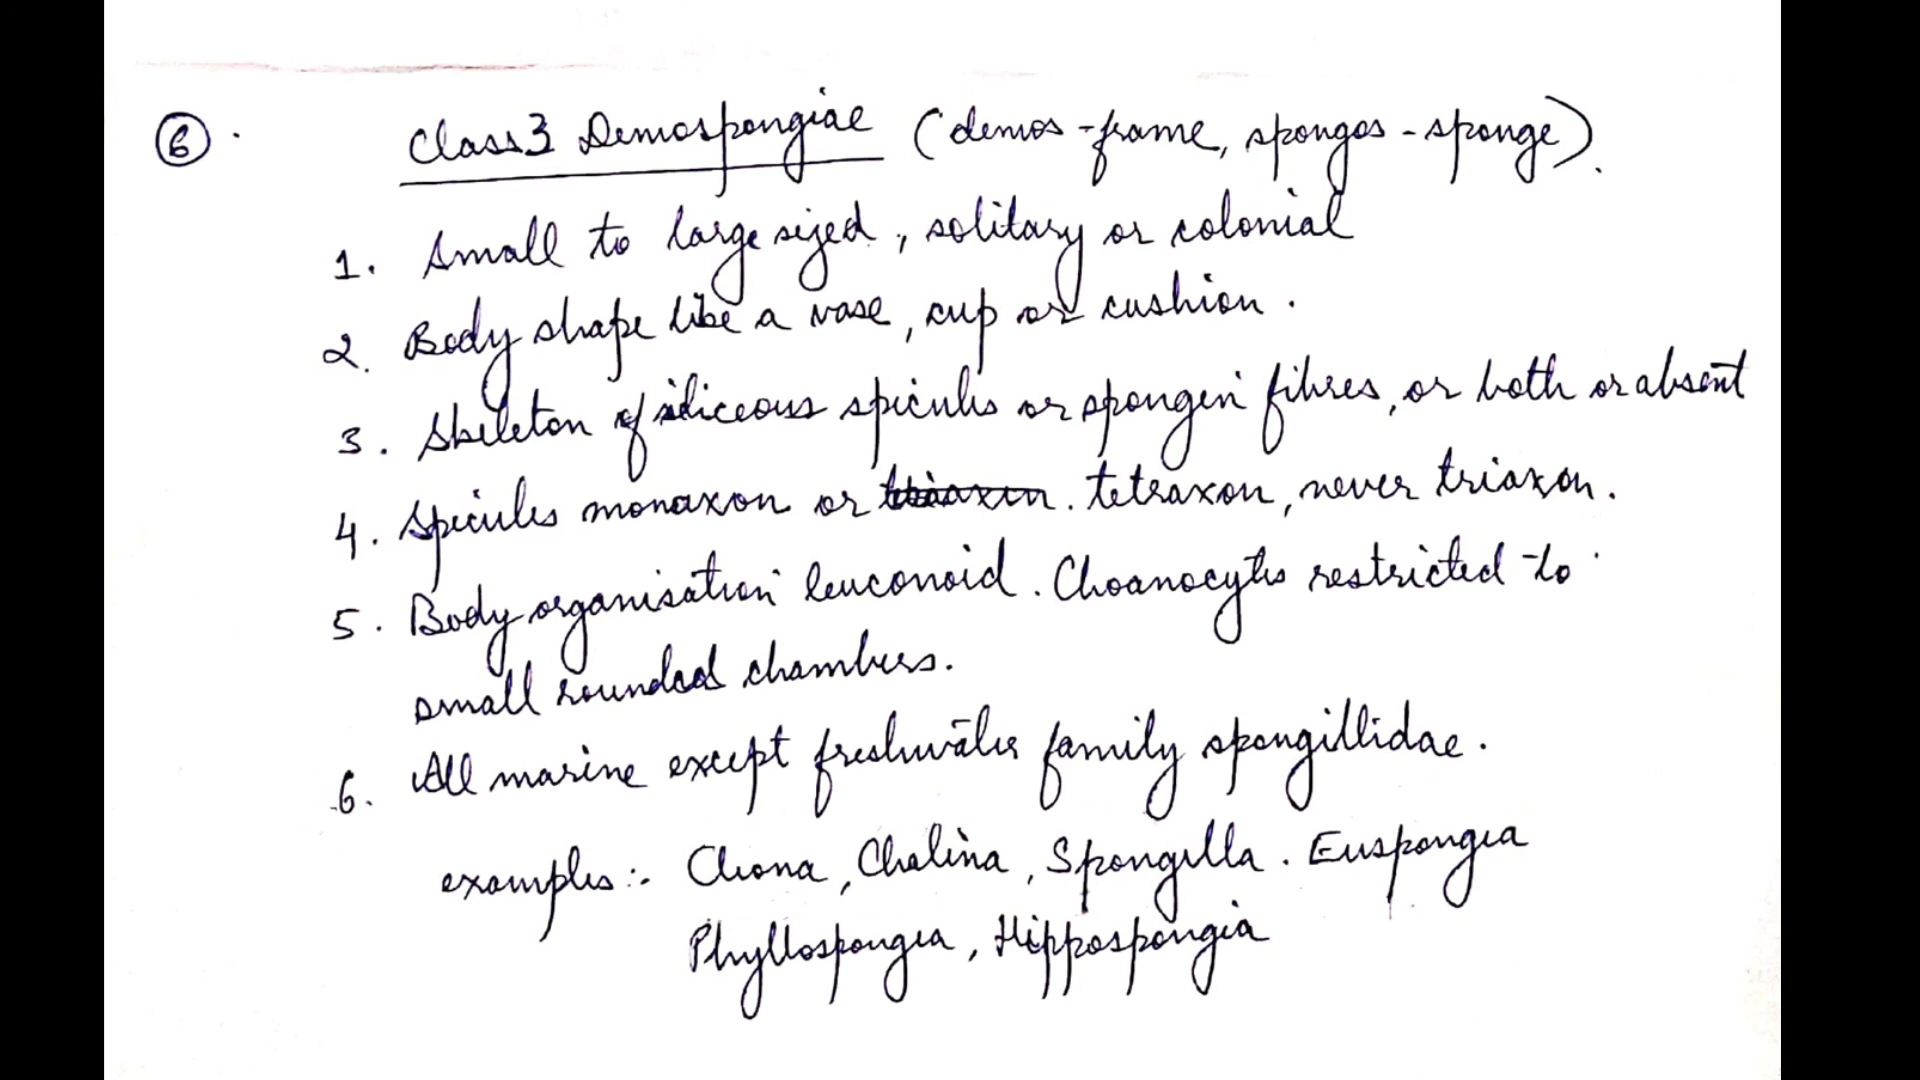 6. Class 3 Demospongiae (demos-frame, spongos-sponge).
1. Small to large sized, solitary or colonial
2. Body shape like a vase, cup or cushion.
3. Skeleton of siliceous spicules or spongin fibres, or both or absent
4. Spicules monaxon or triaxon. tetraxon, never triaxon.
5. Body organisation leuconoid. Choanocytes restricted to
small rounded chambers.
6. All marine except freshwater family spongillidae.
examples:- Cliona, Chalina, Spongilla. Euspongia
Phyllospongia, Hippospongia